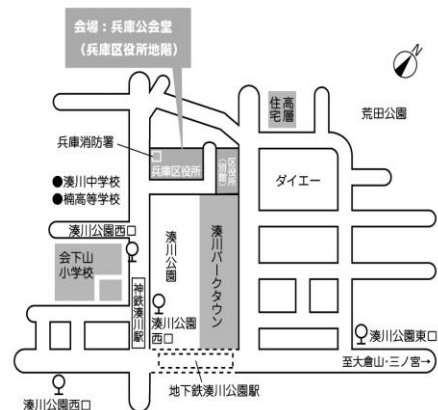 会場：兵庫公会堂
（兵庫区役所地階）
高層
住宅
荒田公園
兵庫消防署
兵庫区役所
区役所
（別館）
●湊川中学校
●楠高等学校
ダイエー
湊川公園西口
会下山
小学校
湊川公園
湊川パークタウン
神鉄湊川駅
湊川公園
西口
湊川公園東口
至大倉山・三ノ宮→
地下鉄湊川公園駅
湊川公園西口